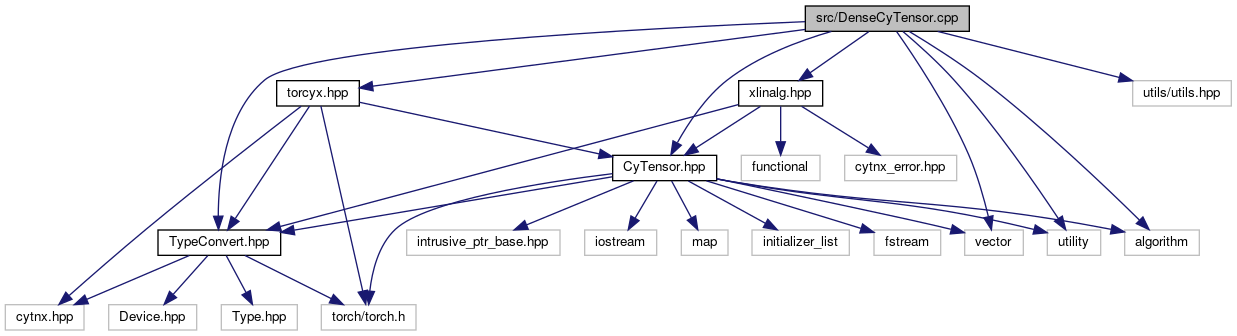 src/DenseCyTensor.cpp
torcyx.hpp
xlinalg.hpp
utils/utils.hpp
CyTensor.hpp
functional
cytnx_error.hpp
TypeConvert.hpp
intrusive_ptr_base.hpp
iostream
map
initializer_list
fstream
vector
utility
algorithm
cytnx.hpp
Device.hpp
Type.hpp
torch/torch.h